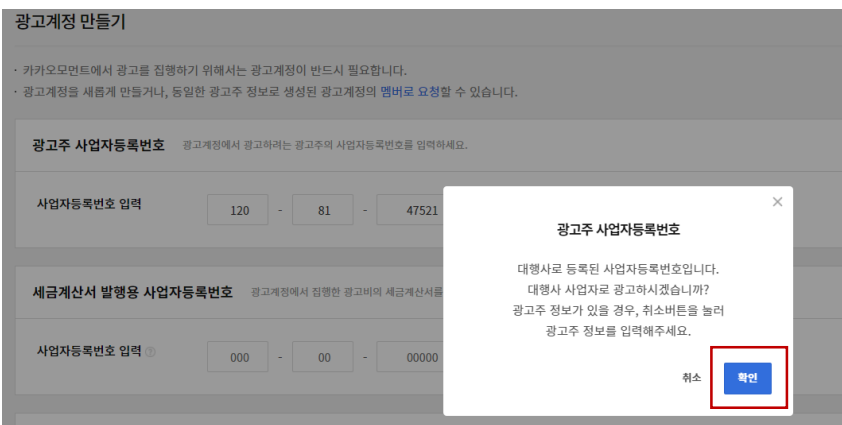 광고계정 만들기
· 카카오모먼트에서 광고를 집행하기 위해서는 광고계정이 반드시 필요합니다.
· 광고계정을 새롭게 만들거나, 동일한 광고주 정보로 생성된 광고계정의 멤버로 요청할 수 있습니다.
광고주 사업자등록번호 광고계정에서 광고하려는 광고주의 사업자등록번호를 입력하세요.
사업자등록번호 입력 120 - 81 - 47521
광고주 사업자등록번호
대행사로 등록된 사업자등록번호입니다.
대행사 사업자로 광고하시겠습니까?
광고주 정보가 있을 경우, 취소버튼을 눌러
광고주 정보를 입력해주세요.
취소 확인
세금계산서 발행용 사업자등록번호 광고계정에서 집행한 광고비의 세금계산서를
사업자등록번호 입력 000 - 00 - 00000